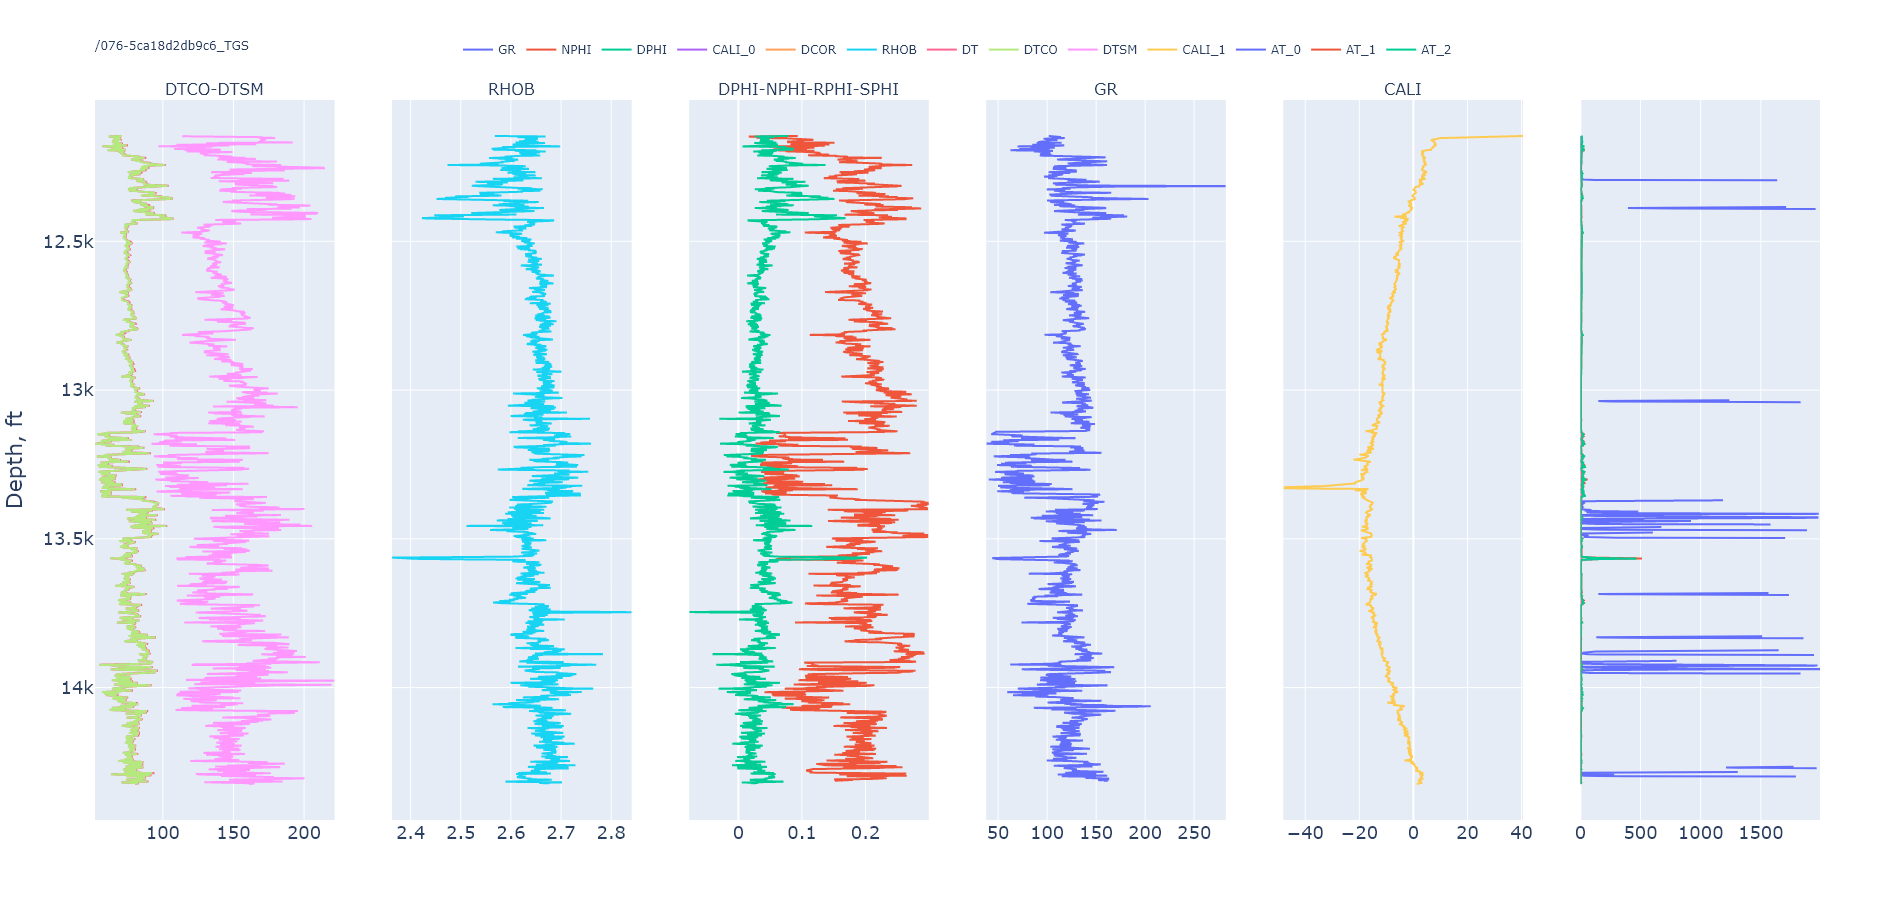 /076-5ca18d2db9c6_TGS
GR NPHI DPHI CALI_0 DCOR RHOB DT DTCO DTSM CALI_1 AT_0 AT_1 AT_2
DTCO-DTSM RHOB DPHI-NPHI-RPHI-SPHI GR CALI
12.5k
13k
Depth, ft
13.5k
14k
100 150 200 2.4 2.5 2.6 2.7 2.8 0 0.1 0.2 50 100 150 200 250 −40 −20 0 20 40 0 500 1000 1500